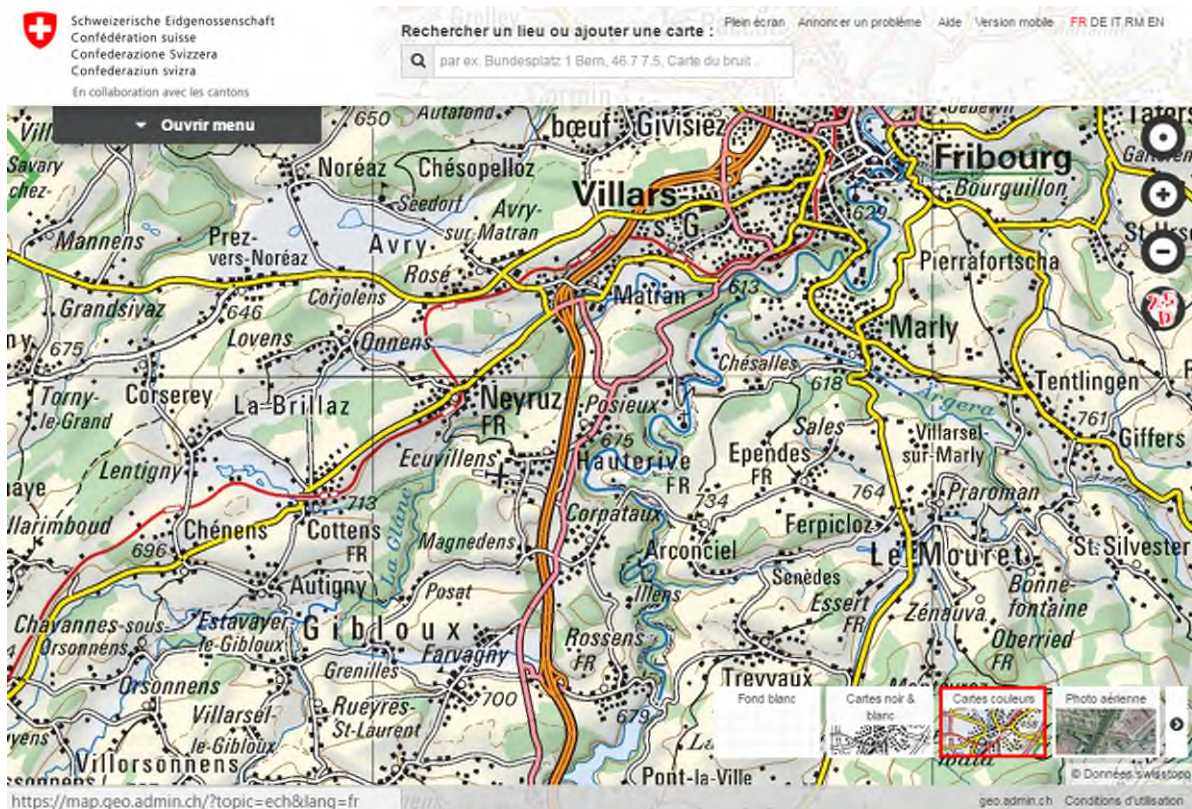 Schweizerische Eidgenossenschaft
Confédération suisse
Confederazione Svizzera
Confederaziun svizra
En collaboration avec les cantons
Rechercher un lieu ou ajouter une carte :
par ex. Bundesplatz 1 Bern, 46.7 7.5, Carte du bruit ..
Plein écran Annoncer un problème Aide Version mobile FR DE IT RM EN
Ouvrir menu
650
Autafond
bœuf
Givisiez
Noréaz
Chésopelloz
Fribourg
Savary
chez-
Seedorf
Villars-
s-G
Bourguillon
629
Mannens
Prez-
vers-Noréaz
Avry-
sur-Matran
Avry
Rosé
Pierrafortscha
Grandsivaz
646
Corjolens
Matran
613
Lovens
Onnens
Marly
675
Chésalles
618
Torny-
le-Grand
Corserey
La-Brillaz
Neyruz
FR
Posieux
Argera
Tentlingen
761
Giffers
Sales
Villarsel-
sur-Marly
Lentigny
Ecuvillens
675
Hauterive
FR
Ependes
FR
764
Praroman
734
713
Chénens
Cottens
FR
La Glâne
Corpataux
Ferpicloz
696
Magnedens
Arconciel
Le Mouret
St. Silvester
Autigny
Posat
Illens
Senèdes
Essert
FR
Zénauva
Bonne-
fontaine
Chavannes-sous-
Orsonnens
Estavayer-
le-Gibloux
Gibloux
Farvagny
Rossens
FR
Oberried
FR
Grenilles
Orsonnens
700
Treyvaux
Rueyres-
St-Laurent
679
Villarsel-
le-Gibloux
Villorsonnens
Pont-la-Ville
Fond blanc
Cartes noir &
blanc
Cartes couleurs
Photo aérienne
© Données swisstopo
https://map.geo.admin.ch/?topic=ech&lang=fr
geo.admin.ch Conditions d'utilisation